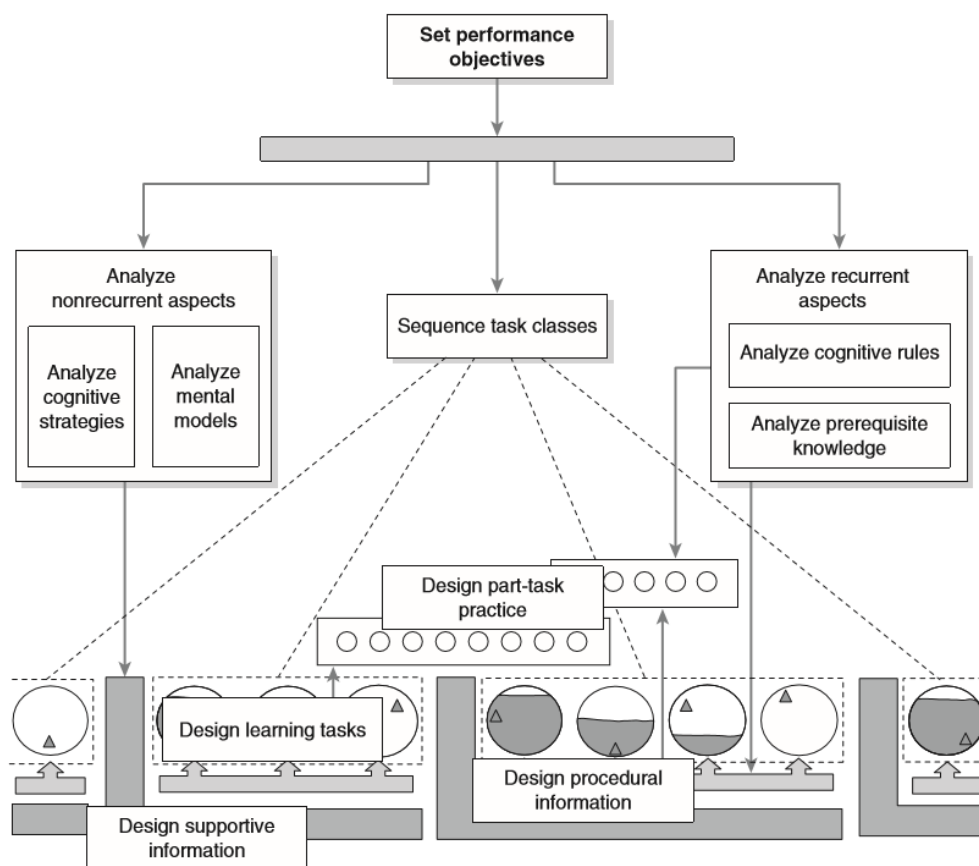 Set performance
objectives
Analyze
nonrecurrent aspects
Analyze
cognitive
strategies
Analyze
mental
models
Sequence task classes
Analyze recurrent
aspects
Analyze cognitive rules
Analyze prerequisite
knowledge
Design part-task
practice
Design learning tasks
Design procedural
information
Design supportive
information